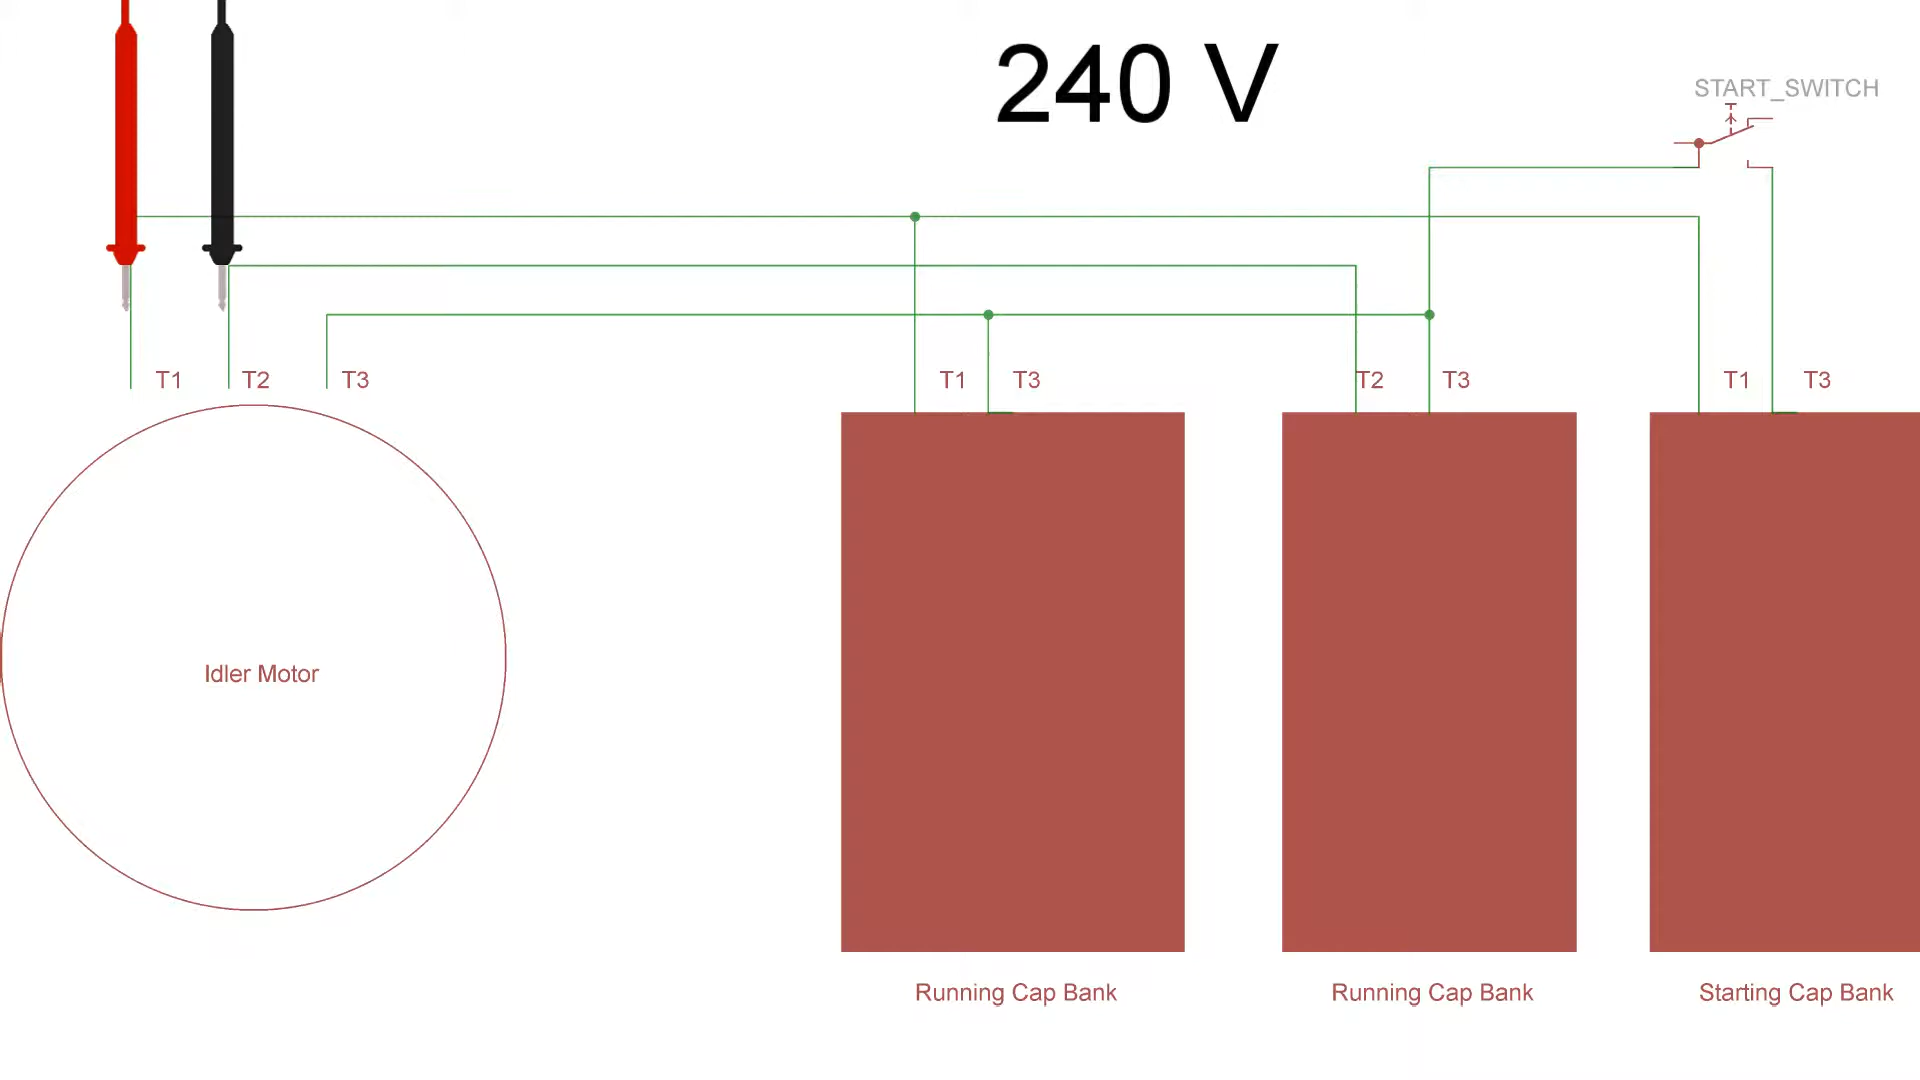 240 V
START_SWITCH
T1 T2 T3 T1 T3 T2 T3 T1 T3
Idler Motor
Running Cap Bank Running Cap Bank Starting Cap Bank